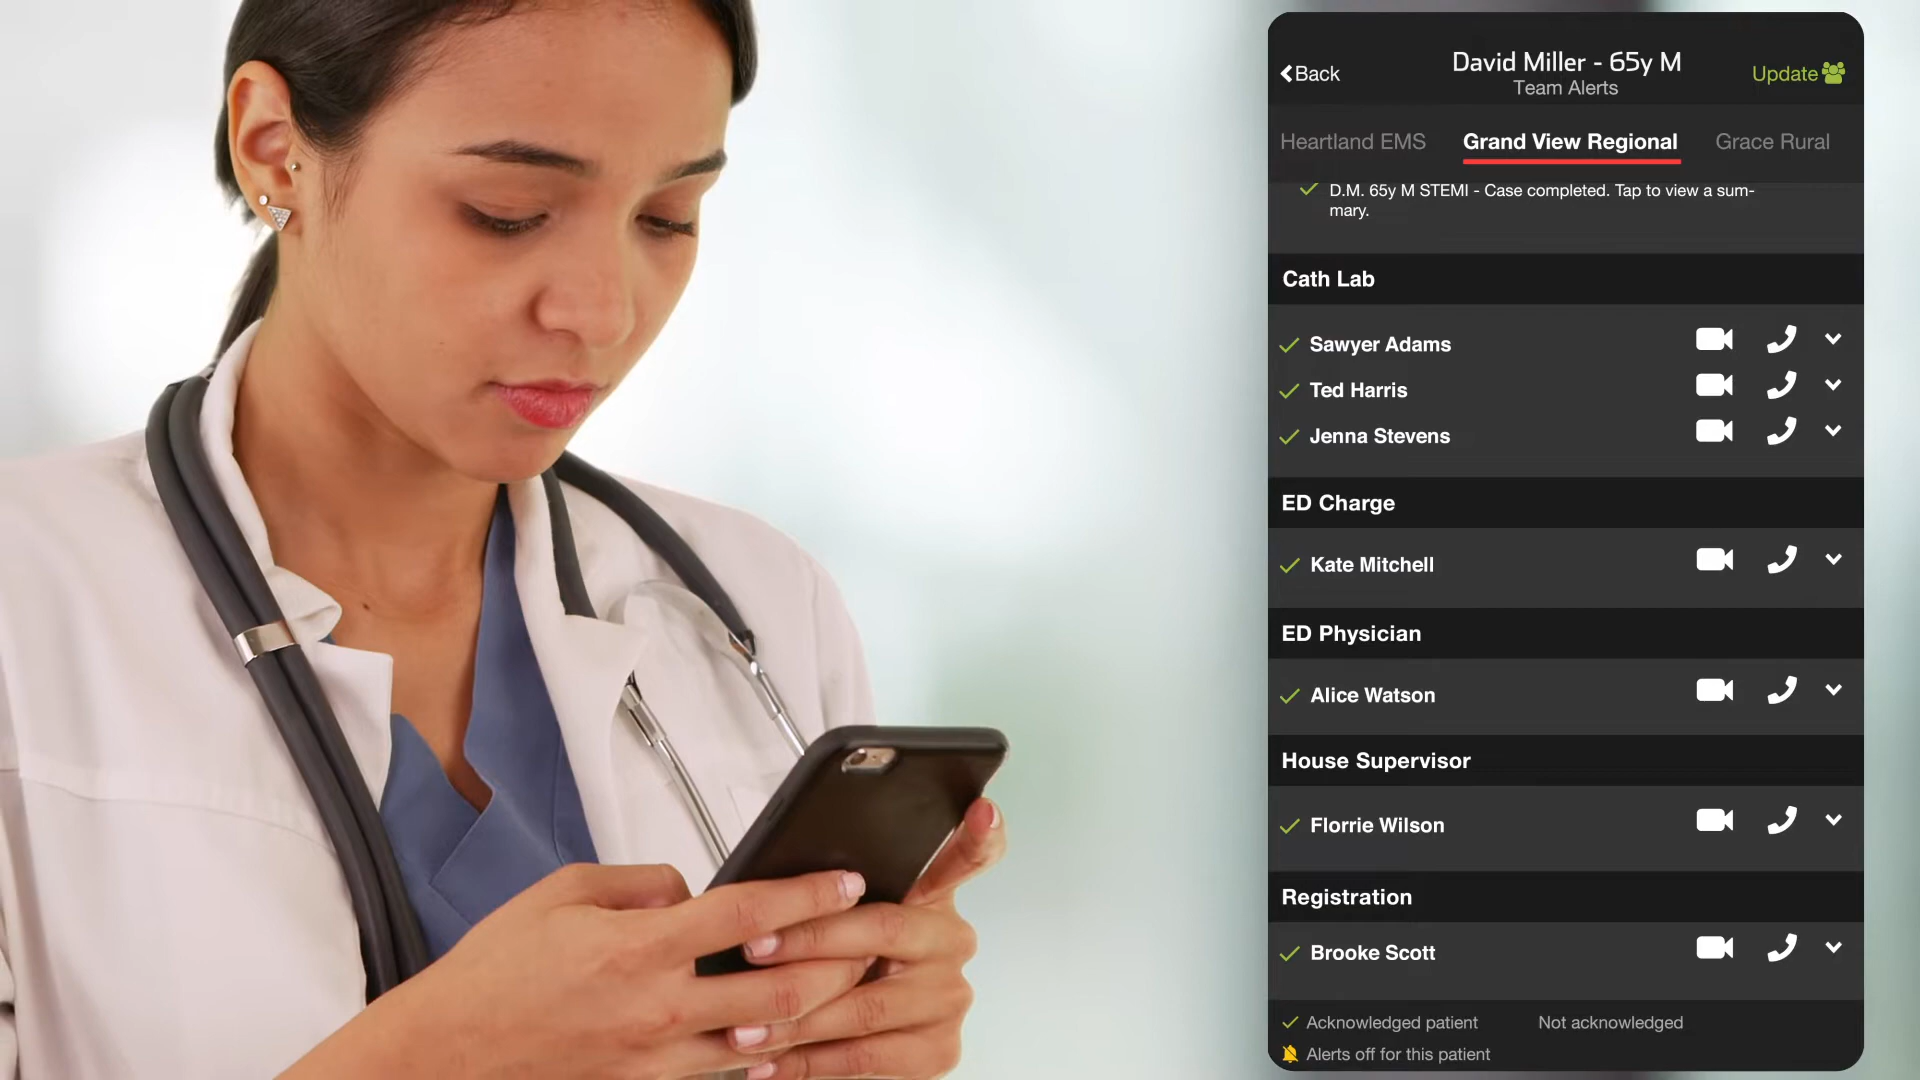 Back
David Miller - 65y M
Team Alerts
Update
Heartland EMS
Grand View Regional
Grace Rural
D.M. 65y M STEMI - Case completed. Tap to view a sum-
mary.
Cath Lab
Sawyer Adams
Ted Harris
Jenna Stevens
ED Charge
Kate Mitchell
ED Physician
Alice Watson
House Supervisor
Florrie Wilson
Registration
Brooke Scott
Acknowledged patient
Not acknowledged
Alerts off for this patient